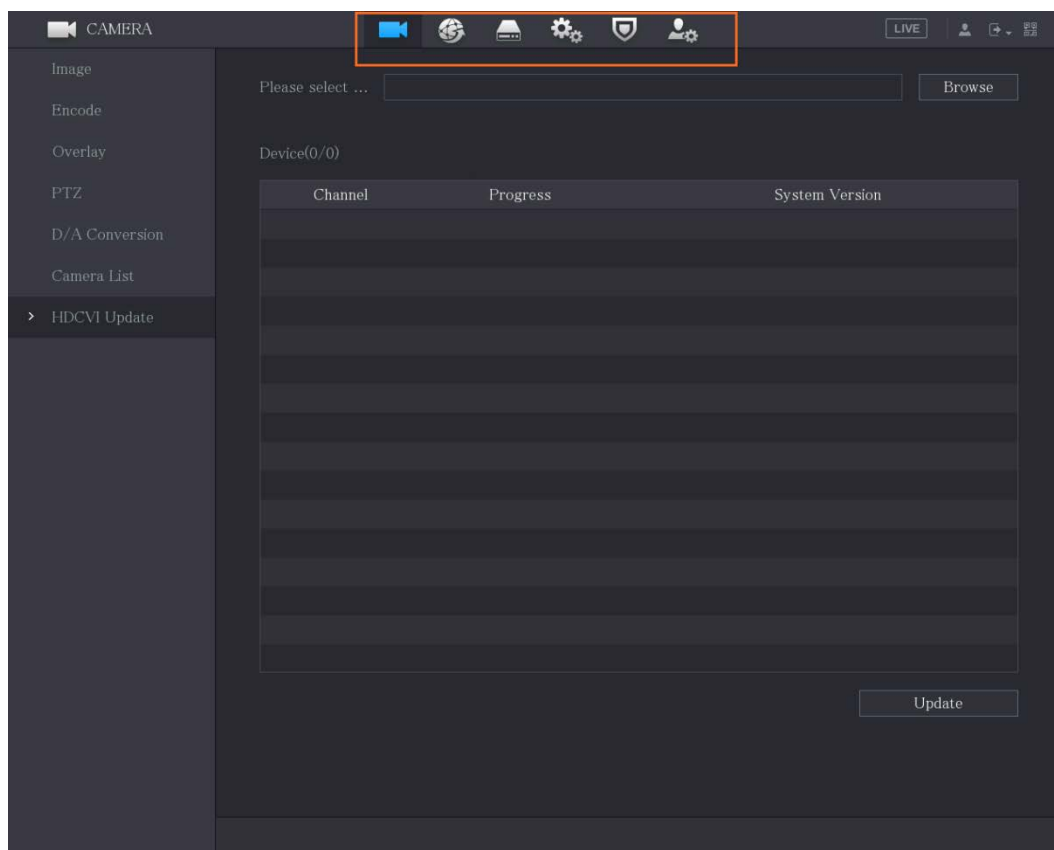 CAMERA
LIVE
Image
Encode
Overlay
PTZ
D/A Conversion
Camera List
HDCVI Update
Please select ...
Browse
Device(0/0)
Channel Progress System Version
Update